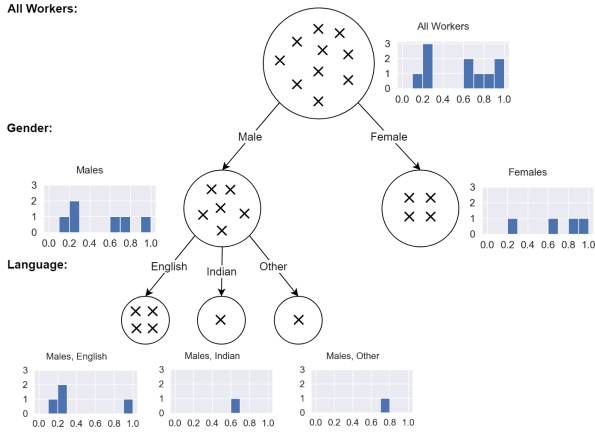 All Workers:
All Workers
3
2
1
0
0.0 0.2 0.4 0.6 0.8 1.0
Gender:
Male
Female
Males
3
2
1
0
0.0 0.2 0.4 0.6 0.8 1.0
Females
3
2
1
0
0.0 0.2 0.4 0.6 0.8 1.0
Language:
English
Indian
Other
Males, English
3
2
1
0
0.0 0.2 0.4 0.6 0.8 1.0
Males, Indian
3
2
1
0
0.0 0.2 0.4 0.6 0.8 1.0
Males, Other
3
2
1
0
0.0 0.2 0.4 0.6 0.8 1.0